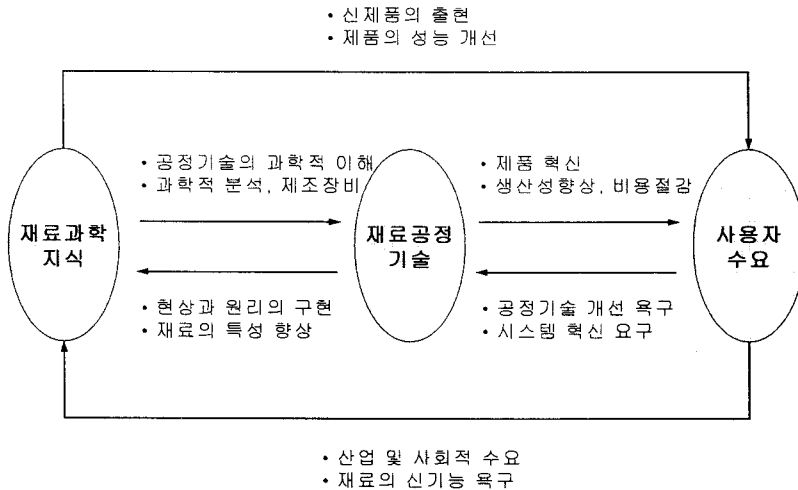 • 신제품의 출현
• 제품의 성능 개선
• 공정기술의 과학적 이해
• 과학적 분석, 제조장비
• 제품 혁신
• 생산성향상, 비용절감
재료과학
지식
재료공정
기술
사용자
수요
• 현상과 원리의 구현
• 재료의 특성 향상
• 공정기술 개선 욕구
• 시스템 혁신 요구
• 산업 및 사회적 수요
• 재료의 신기능 욕구